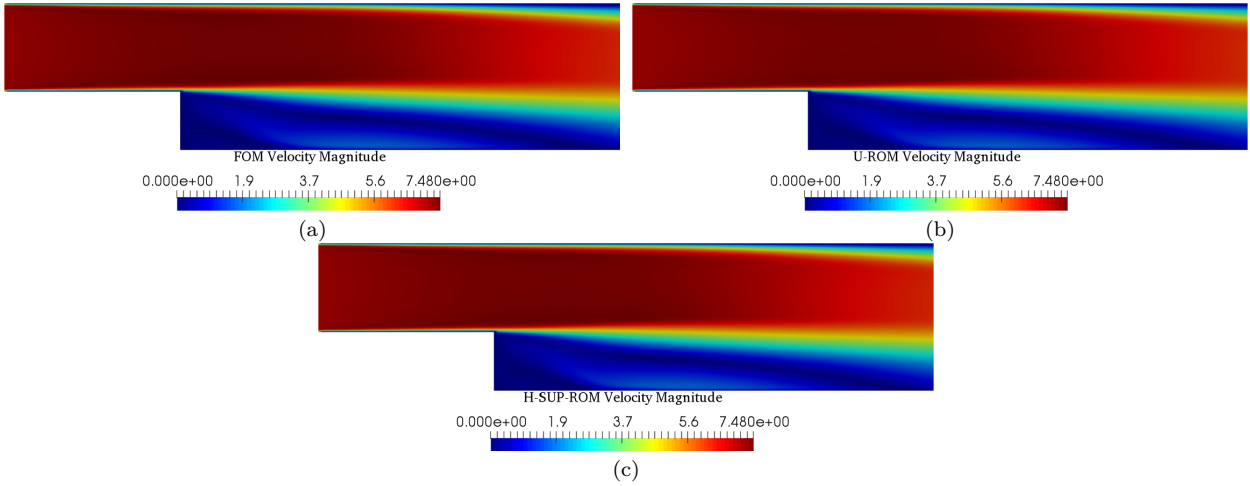 FOM Velocity Magnitude
0.000e+00 1.9 3.7 5.6 7.480e+00
(a)
U-ROM Velocity Magnitude
0.000e+00 1.9 3.7 5.6 7.480e+00
(b)
H-SUP-ROM Velocity Magnitude
0.000e+00 1.9 3.7 5.6 7.480e+00
(c)